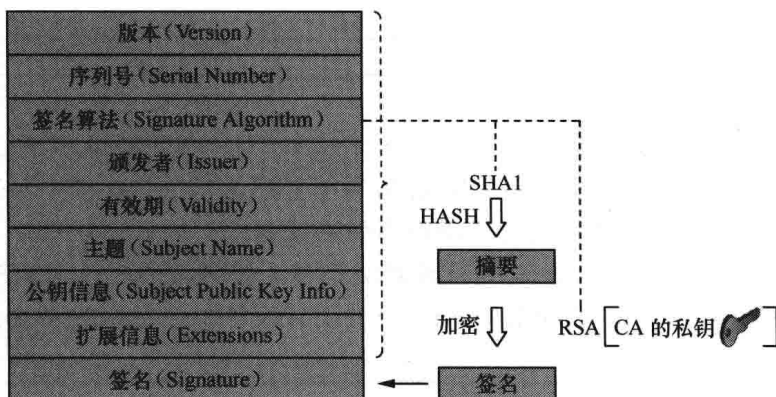 版本(Version)
序列号(Serial Number)
签名算法(Signature Algorithm)
颁发者(Issuer)
有效期(Validity)
主题(Subject Name)
公钥信息(Subject Public Key Info)
扩展信息(Extensions)
签名(Signature)
SHA1
HASH
摘要
加密
RSA
CA 的私钥
签名